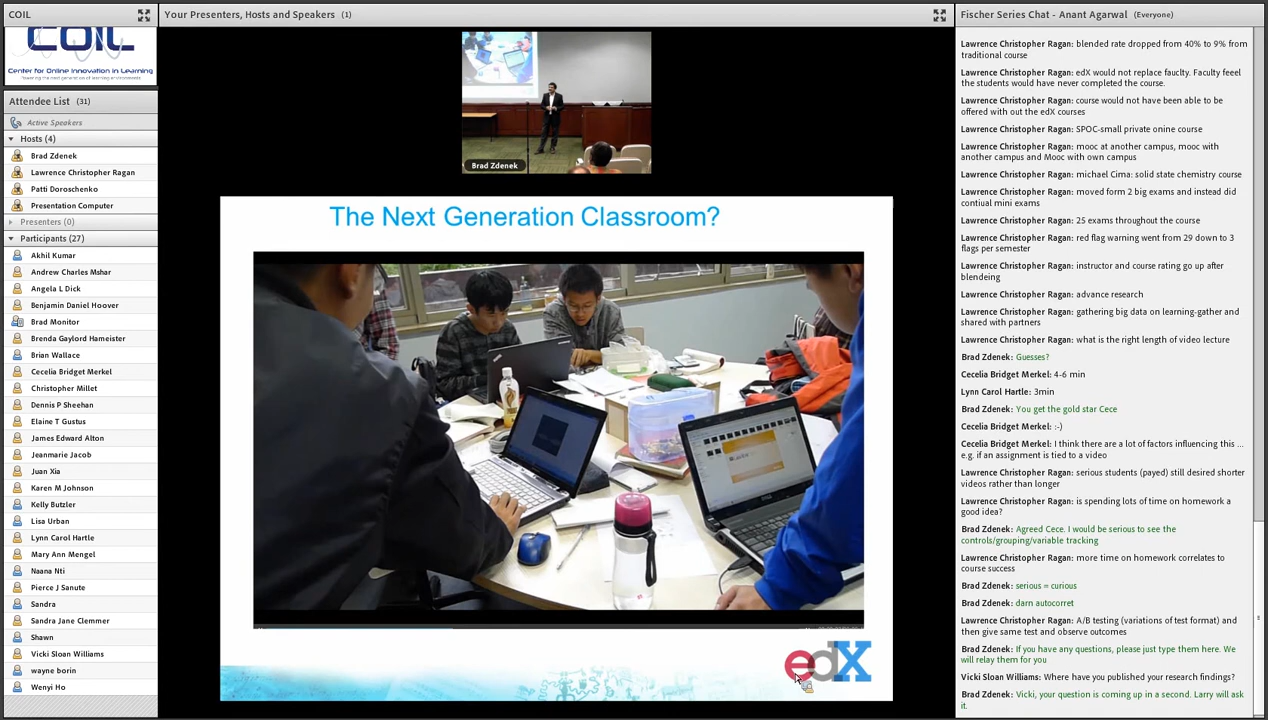 COIL
Your Presenters, Hosts and Speakers (1)
Fischer Series Chat - Anant Agarwal (Everyone)
COIL
Center for Online Innovation in Learning
Attendee List (31)
Active Speakers
Hosts (4)
Brad Zdenek
Lawrence Christopher Ragan
Patti Doroschenko
Presentation Computer
Presenters (0)
Participants (27)
Akhil Kumar
Andrew Charles Mshar
Angela L Dick
Benjamin Daniel Hoover
Brad Monitor
Brenda Gaylord Hameister
Brian Wallace
Cecelia Bridget Merkel
Christopher Millet
Dennis P Sheehan
Elaine T Gustus
James Edward Alton
Jeanmarie Jacob
Juan Xia
Karen M Johnson
Kelly Butzler
Lisa Urban
Lynn Carol Hartle
Mary Ann Mengel
Naana Nti
Pierce J Sanute
Sandra
Sandra Jane Clemmer
Shawn
Vicki Sloan Williams
wayne borin
Wenyi Ho
Brad Zdenek
The Next Generation Classroom?
edX
Lawrence Christopher Ragan: blended rate dropped from 40% to 9% from
traditional course
Lawrence Christopher Ragan: edX would not replace fauclty. Faculty feeel
the students would have never completed the course.
Lawrence Christopher Ragan: course would not have been able to be
offered with out the edX courses
Lawrence Christopher Ragan: SPOC-small private onine course
Lawrence Christopher Ragan: mooc at another campus, mooc with
another campus and Mooc with own campus
Lawrence Christopher Ragan: michael Cima: solid state chemistry course
Lawrence Christopher Ragan: moved form 2 big exams and instead did
contiual mini exams
Lawrence Christopher Ragan: 25 exams throughout the course
Lawrence Christopher Ragan: red flag warning went from 29 down to 3
flags per semester
Lawrence Christopher Ragan: instructor and course rating go up after
blendeing
Lawrence Christopher Ragan: advance research
Lawrence Christopher Ragan: gathering big data on learning-gather and
shared with partners
Lawrence Christopher Ragan: what is the right length of video lecture
Brad Zdenek: Guesses?
Cecelia Bridget Merkel: 4-6 min
Lynn Carol Hartle: 3min
Brad Zdenek: You get the gold star Cece
Cecelia Bridget Merkel: :-)
Cecelia Bridget Merkel: I think there are a lot of factors influencing this ...
e.g. if an assignment is tied to a video
Lawrence Christopher Ragan: serious students (payed) still desired shorter
videos rather than longer
Lawrence Christopher Ragan: is spending lots of time on homework a
good idea?
Brad Zdenek: Agreed Cece. I would be serious to see the
controls/grouping/variable tracking
Lawrence Christopher Ragan: more time on homework correlates to
course success
Brad Zdenek: serious = curious
Brad Zdenek: darn autocorret
Lawrence Christopher Ragan: A/B testing (variations of test format) and
then give same test and observe outcomes
Brad Zdenek: If you have any questions, please just type them here. We
will relay them for you
Vicki Sloan Williams: Where have you published your research findings?
Brad Zdenek: Vicki, your question is coming up in a second. Larry will ask
it.